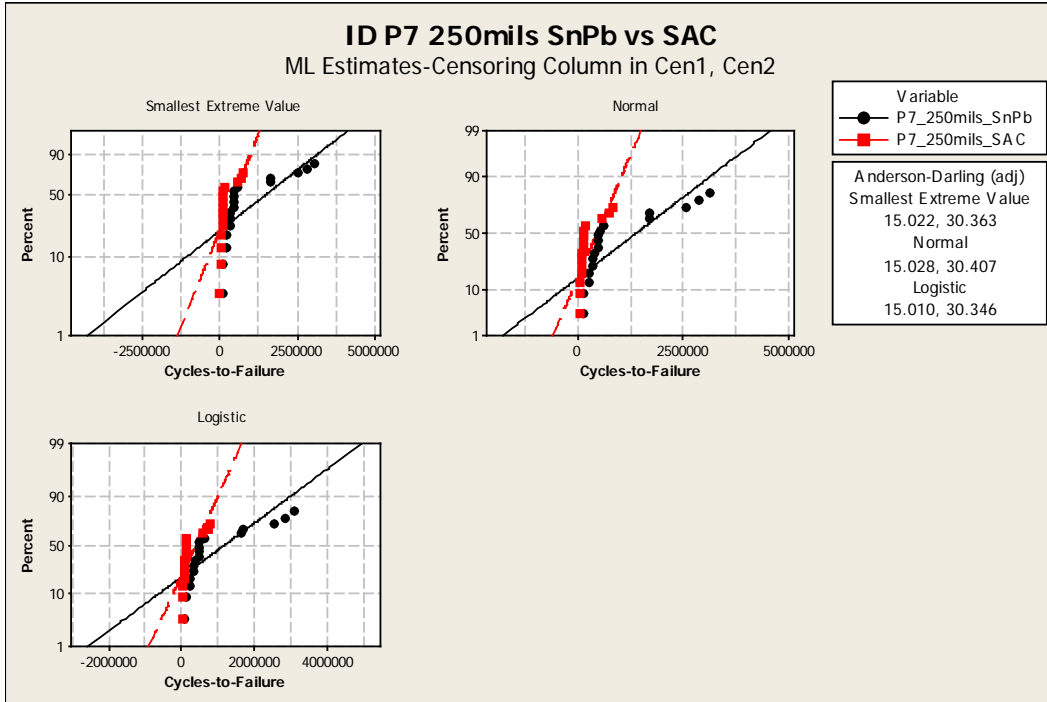 ID P7 250mils SnPb vs SAC
ML Estimates-Censoring Column in Cen1, Cen2
Smallest Extreme Value
90
50
10
1
Percent
-2500000 0 2500000 5000000
Cycles-to-Failure
Normal
99
90
50
10
1
Percent
0 2500000 5000000
Cycles-to-Failure
Variable
P7_250mils_SnPb
P7_250mils_SAC
Anderson-Darling (adj)
Smallest Extreme Value
15.022, 30.363
Normal
15.028, 30.407
Logistic
15.010, 30.346
Logistic
99
90
50
10
1
Percent
-2000000 0 2000000 4000000
Cycles-to-Failure